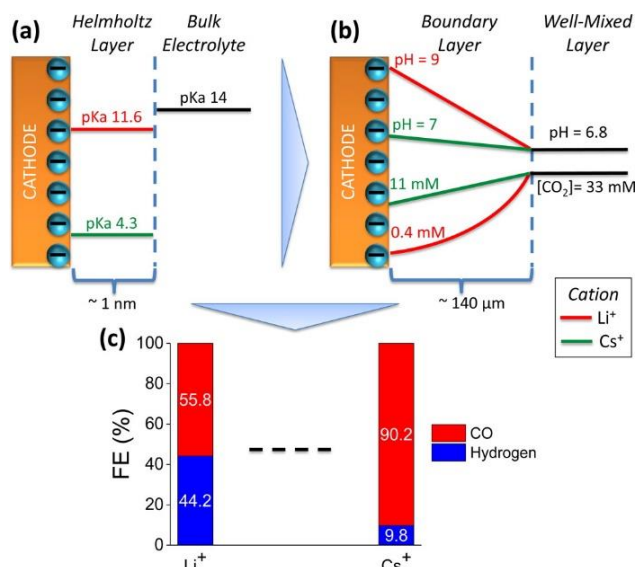 (a)
Helmholtz
Layer
Bulk
Electrolyte
pKa 14
pKa 11.6
CATHODE
pKa 4.3
~ 1 nm
(b)
Boundary
Layer
Well-Mixed
Layer
pH = 9
pH = 7
pH = 6.8
CATHODE
11 mM
[CO₂]= 33 mM
0.4 mM
~ 140 μm
Cation
Li⁺
Cs⁺
(c)
FE (%)
100
80
60
40
20
0
55.8
44.2
90.2
9.8
CO
Hydrogen
Li⁺
Cs⁺